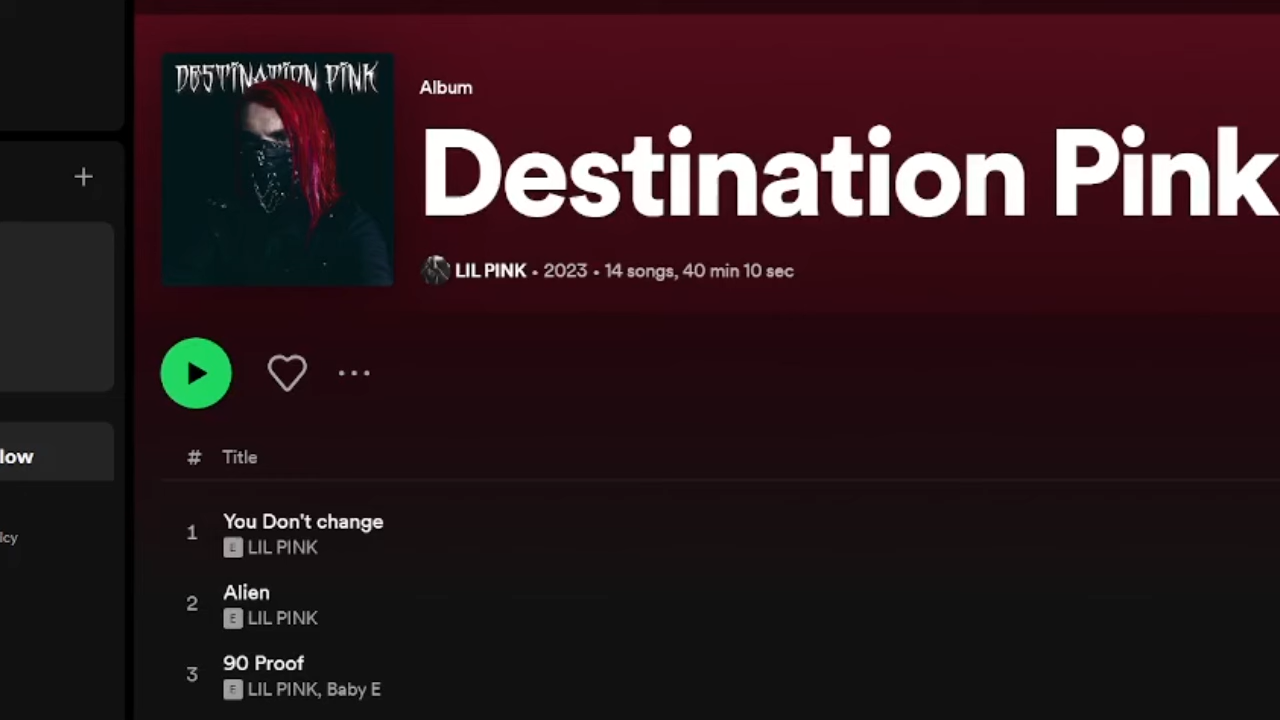 DESTINATION PINK
Album
Destination Pink
LIL PINK • 2023 • 14 songs, 40 min 10 sec
low
icy
# Title
1
You Don't change
E LIL PINK
2
Alien
E LIL PINK
3
90 Proof
E LIL PINK, Baby E